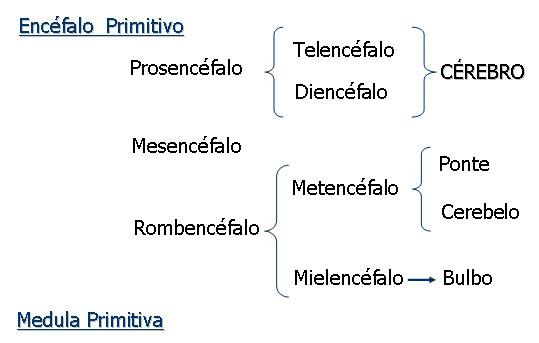 Encéfalo Primitivo
Telencéfalo
Prosencéfalo
Diencéfalo
CÉREBRO
Mesencéfalo
Ponte
Metencéfalo
Cerebelo
Rombencéfalo
Mielencéfalo
Bulbo
Medula Primitiva